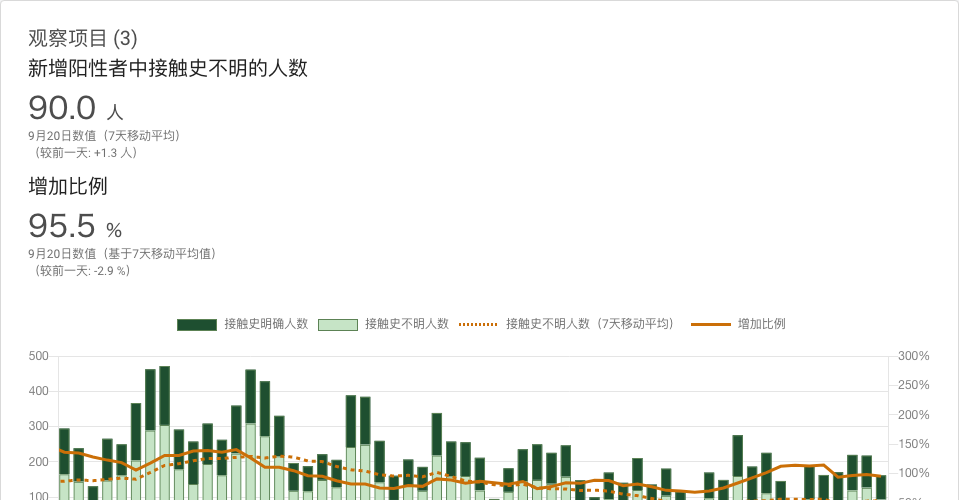 观察项目 (3)
新增阳性者中接触史不明的人数
90.0 人
9月20日数值（7天移动平均）
（较前一天: +1.3 人）
增加比例
95.5 %
9月20日数值（基于7天移动平均值）
（较前一天: -2.9 %）
接触史明确人数 接触史不明人数 接触史不明人数（7天移动平均） 增加比例
500 300%
400 250%
300 200%
200 150%
100 100%
50%